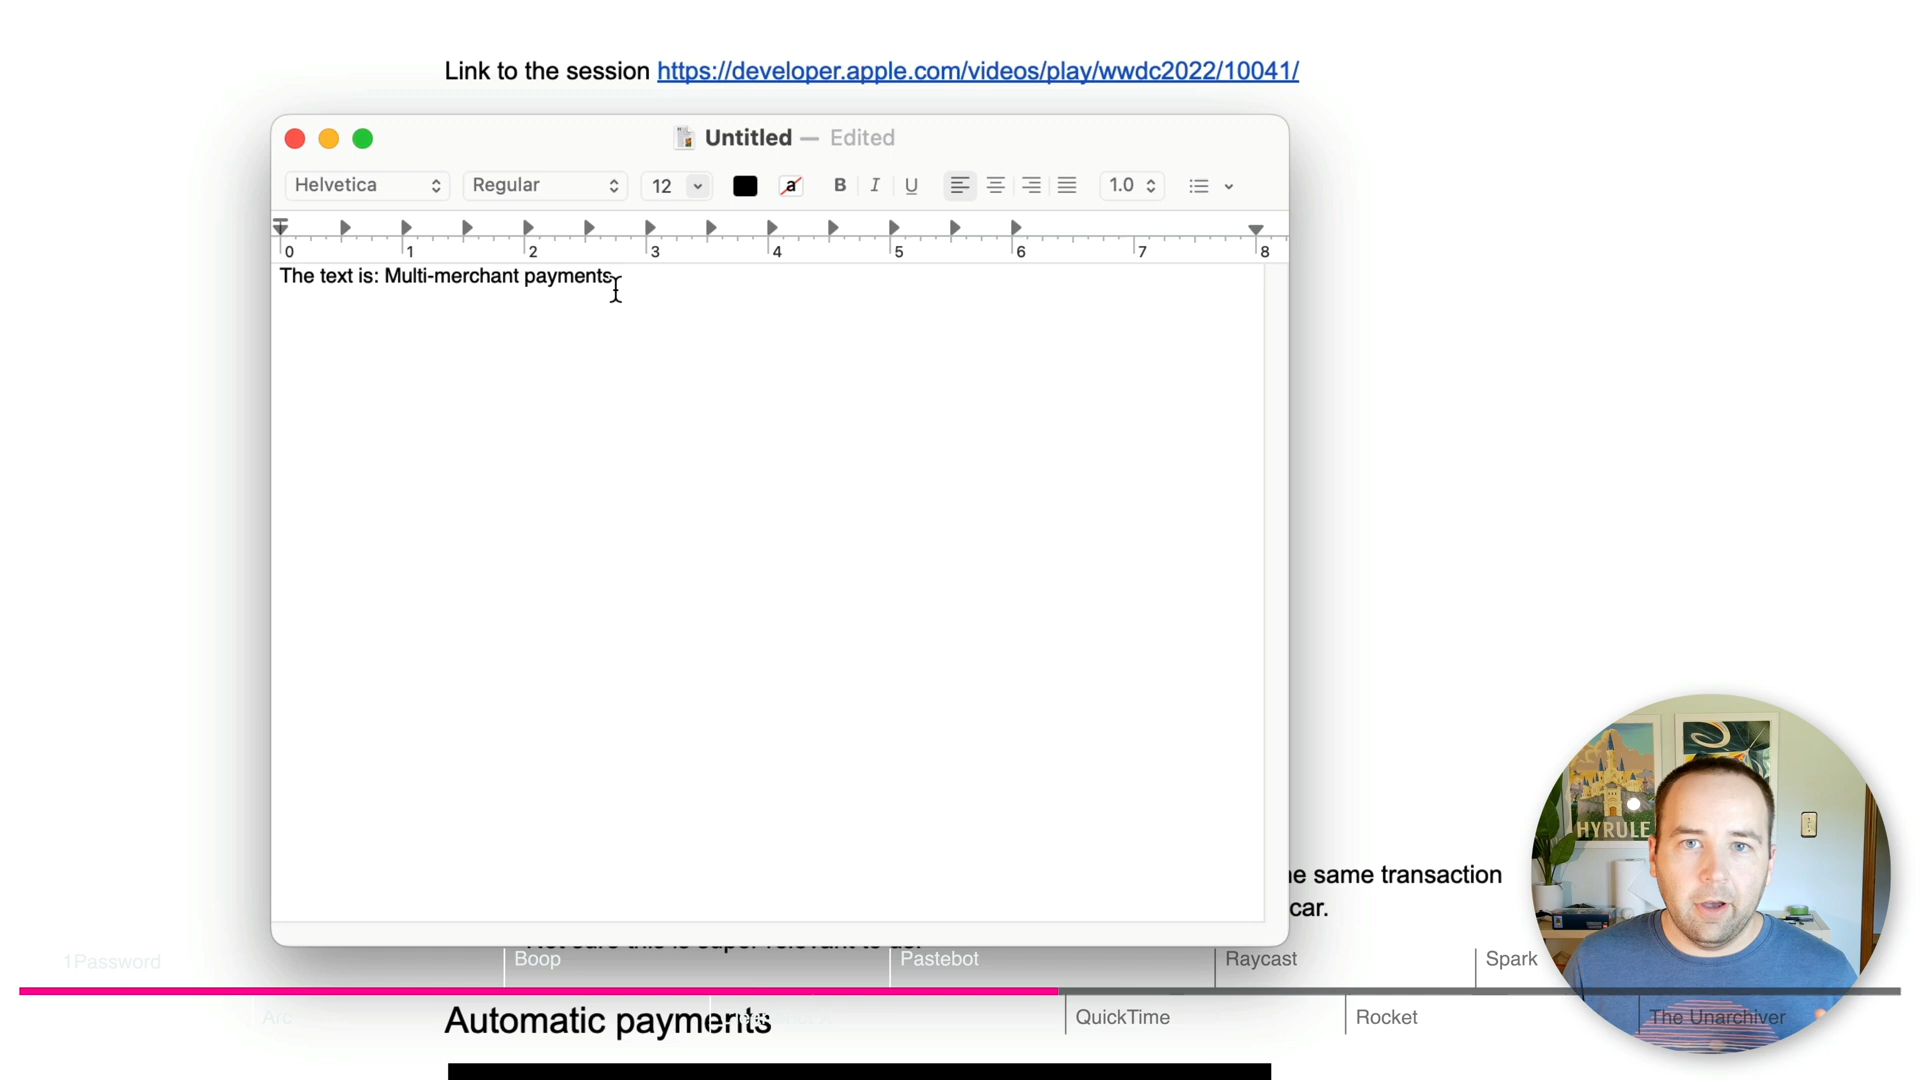 Link to the session https://developer.apple.com/videos/play/wwdc2022/10041/
Untitled — Edited
Helvetica
Regular
12
a
B I U
1.0
0 1 2 3 4 5 6 7 8
The text is: Multi-merchant payments
HYRULE
same transaction
car.
1Password
Boop
Pastebot
Raycast
Spark
Arc
Automatic payments
QuickTime
Rocket
The Unarchiver